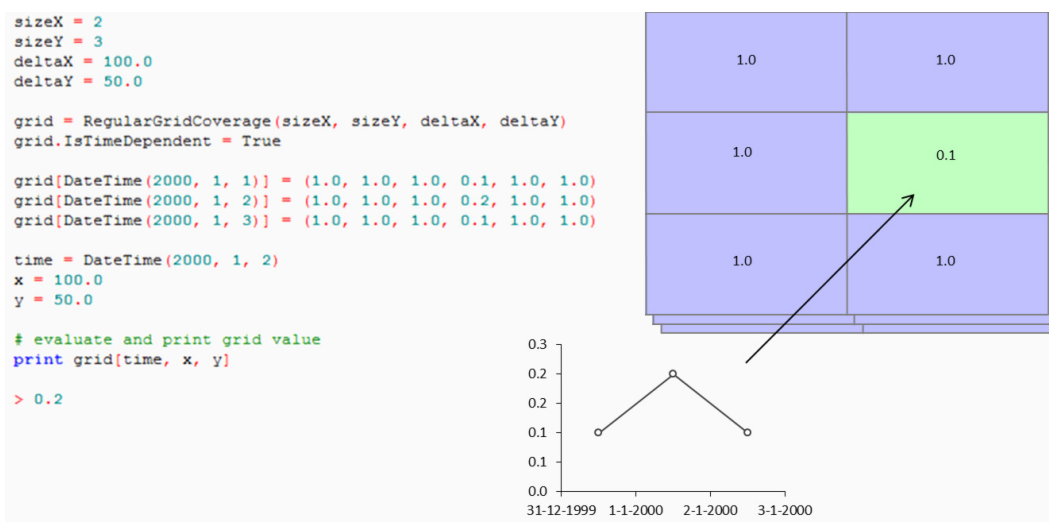 sizeX = 2
sizeY = 3
deltaX = 100.0
deltaY = 50.0
grid = RegularGridCoverage(sizeX, sizeY, deltaX, deltaY)
grid.IsTimeDependent = True
grid[DateTime(2000, 1, 1)] = (1.0, 1.0, 1.0, 0.1, 1.0, 1.0)
grid[DateTime(2000, 1, 2)] = (1.0, 1.0, 1.0, 0.2, 1.0, 1.0)
grid[DateTime(2000, 1, 3)] = (1.0, 1.0, 1.0, 0.1, 1.0, 1.0)
time = DateTime(2000, 1, 2)
x = 100.0
y = 50.0
# evaluate and print grid value
print grid[time, x, y]
> 0.2
1.0 1.0
1.0 0.1
1.0 1.0
0.3
0.2
0.2
0.1
0.1
0.0
31-12-1999 1-1-2000 2-1-2000 3-1-2000